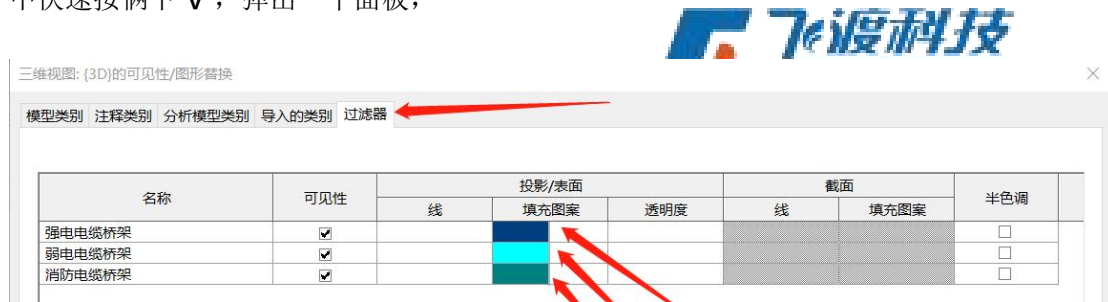 中快速按俩下 V，弹出一个面板，
飞渡科技
三维视图: {3D}的可见性/图形替换
模型类别 注释类别 分析模型类别 导入的类别 过滤器
名称 可见性 投影/表面 截面 半色调
线 填充图案 透明度 线 填充图案
强电电缆桥架
弱电电缆桥架
消防电缆桥架